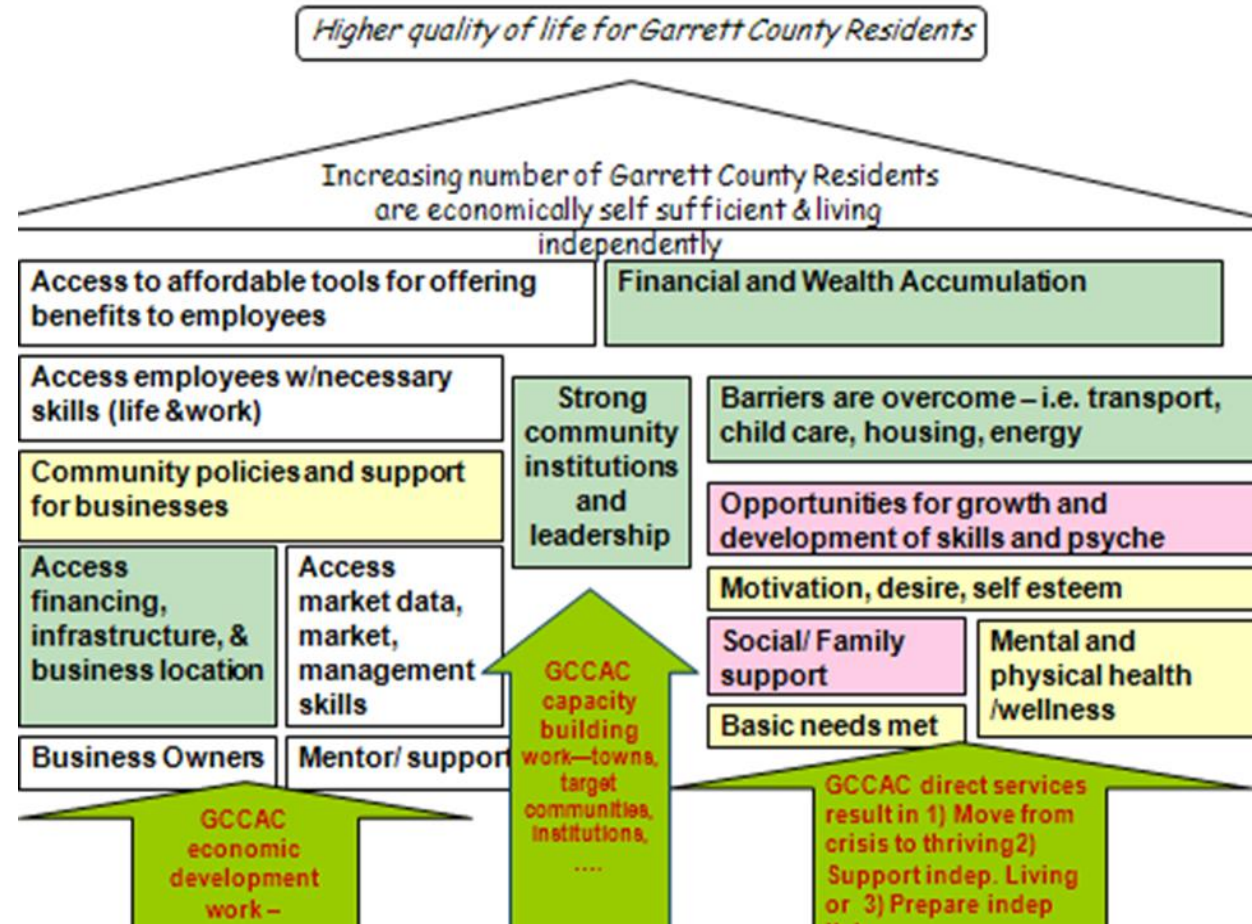 Higher quality of life for Garrett County Residents
Increasing number of Garrett County Residents
are economically self sufficient & living
independently
Access to affordable tools for offering
benefits to employees
Financial and Wealth Accumulation
Access employees w/necessary
skills (life &work)
Strong
community
institutions
and
leadership
Barriers are overcome – i.e. transport,
child care, housing, energy
Community policies and support
for businesses
Opportunities for growth and
development of skills and psyche
Access
financing,
infrastructure, &
business location
Access
market data,
market,
management
skills
Motivation, desire, self esteem
Social/ Family
support
Mental and
physical health
/wellness
Basic needs met
Business Owners
Mentor/ support
GCCAC
economic
development
work –
GCCAC
capacity
building
work—towns,
target
communities,
institutions,
....
GCCAC direct services
result in 1) Move from
crisis to thriving2)
Support indep. Living
or 3) Prepare indep